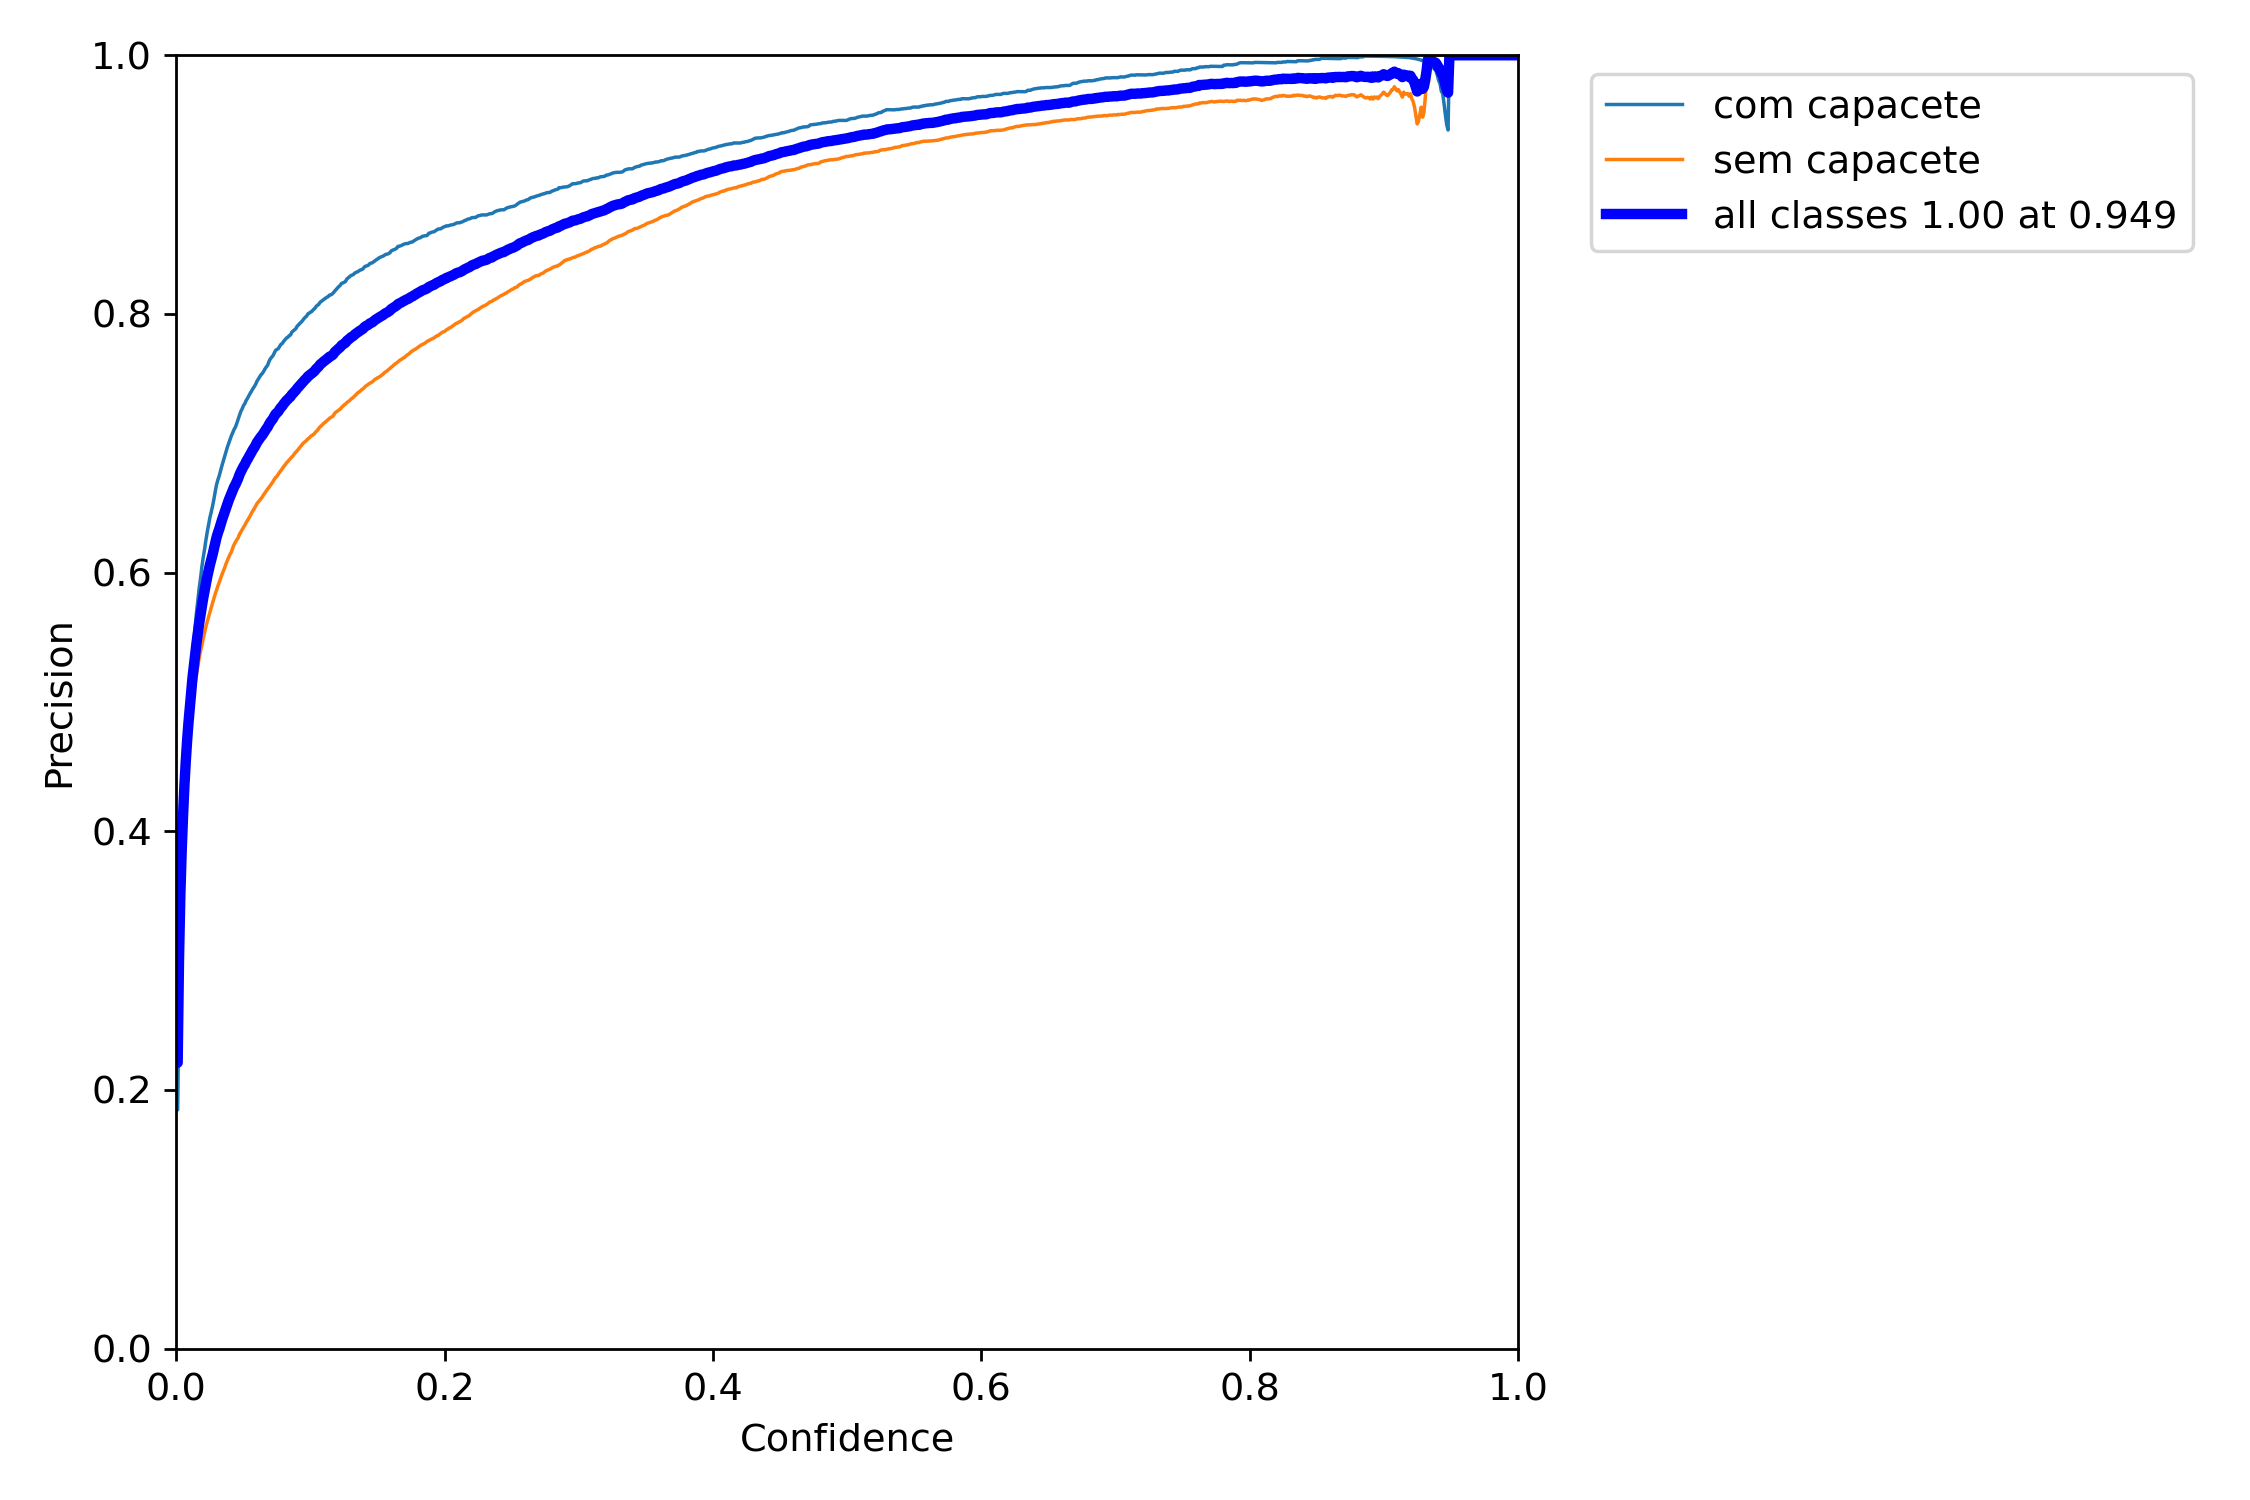 1.0
0.8
0.6
0.4
0.2
0.0
Precision
0.0 0.2 0.4 0.6 0.8 1.0
Confidence
com capacete
sem capacete
all classes 1.00 at 0.949